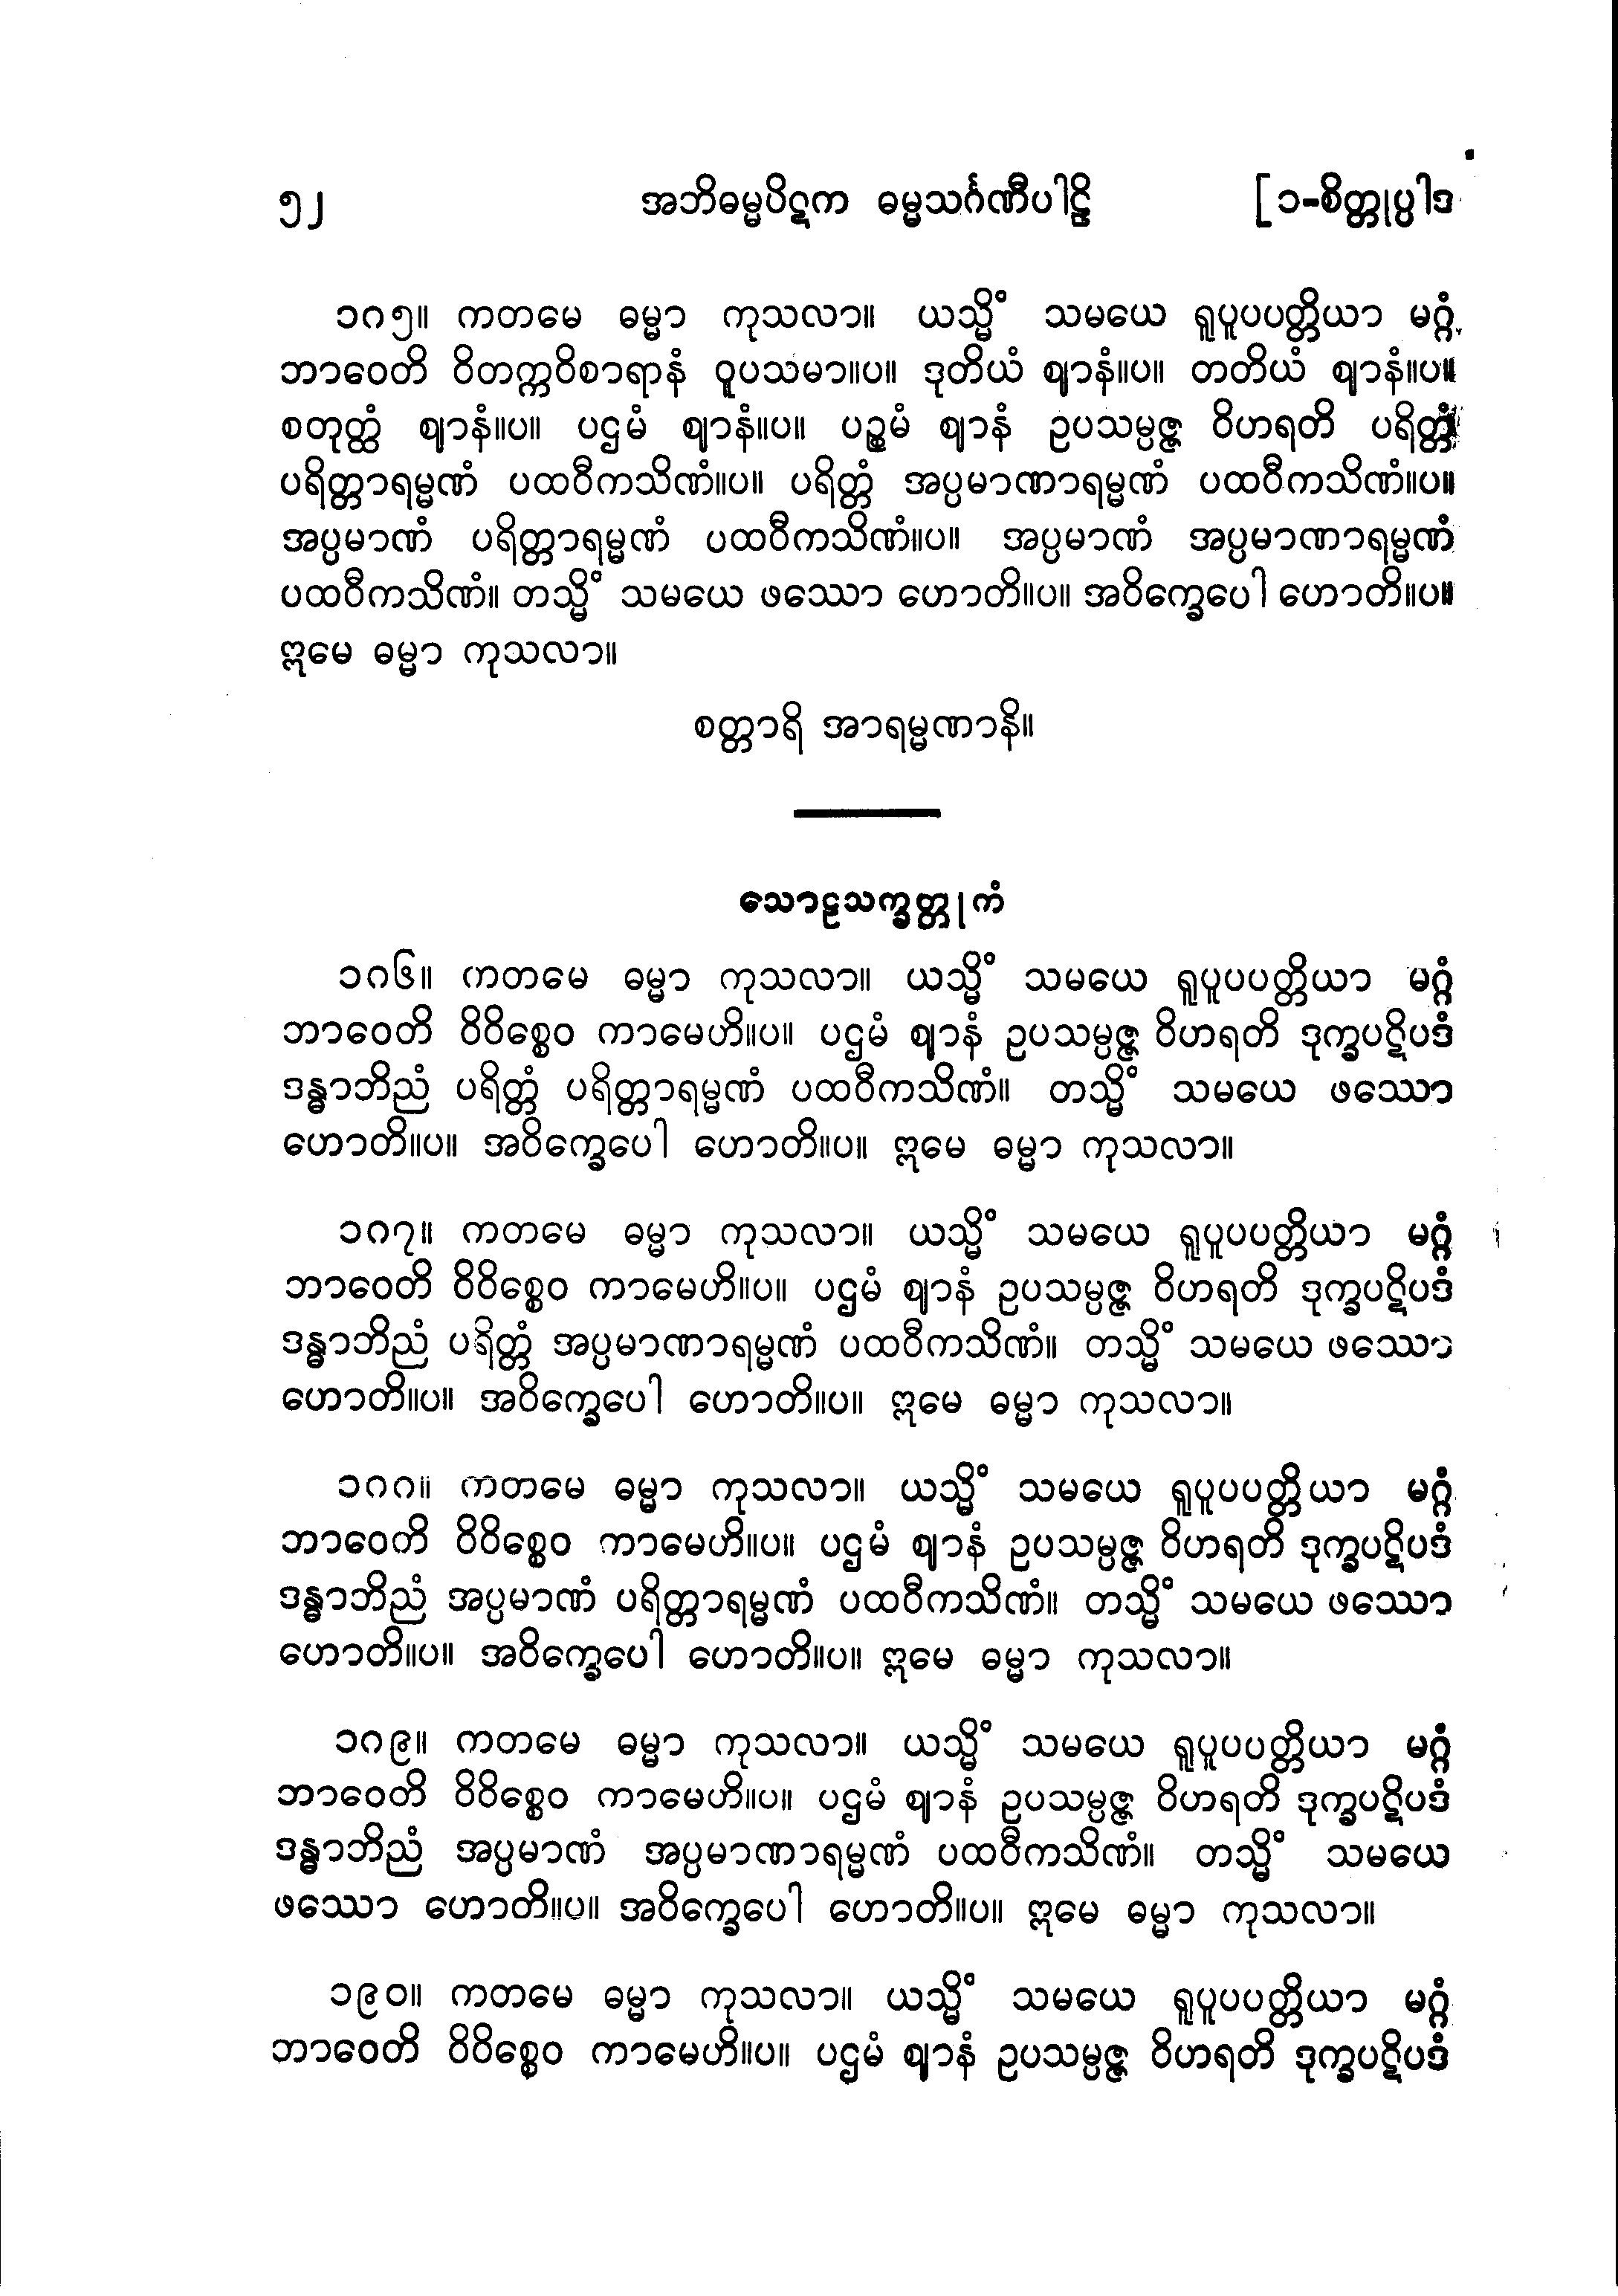 ၅၂ အဘိဓမ္မပိဋက ဓမ္မသင်္ဂဏီပါဠိ [၁-စိတ္တုပ္ပါဒ
၁၈၅။ ကတမေ ဓမ္မာ ကုသလာ။ ယသ္မိံ သမယေ ရူပူပပတ္တိယာ မဂ္ဂံ
ဘာဝေတိ ဝိတက္ကဝိစာရာနံ ဝူပသမာ။ပ။ ဒုတိယံ ဈာနံ။ပ။ တတိယံ ဈာနံ။ပ။
စတုတ္ထံ ဈာနံ။ပ။ ပဌမံ ဈာနံ။ပ။ ပဉ္စမံ ဈာနံ ဥပသမ္ပဇ္ဇ ဝိဟရတိ ပရိတ္တံ
ပရိတ္တာရမ္မဏံ ပထဝီကသိဏံ။ပ။ ပရိတ္တံ အပ္ပမာဏာရမ္မဏံ ပထဝီကသိဏံ။ပ။
အပ္ပမာဏံ ပရိတ္တာရမ္မဏံ ပထဝီကသိဏံ။ပ။ အပ္ပမာဏံ အပ္ပမာဏာရမ္မဏံ
ပထဝီကသိဏံ။ တသ္မိံ သမယေ ဖဿော ဟောတိ။ပ။ အဝိက္ခေပေါ ဟောတိ။ပ။
ဣမေ ဓမ္မာ ကုသလာ။
စတ္တာရိ အာရမ္မဏာနိ။
သောဠသက္ခတ္တုကံ
၁၈၆။ ကတမေ ဓမ္မာ ကုသလာ။ ယသ္မိံ သမယေ ရူပူပပတ္တိယာ မဂ္ဂံ
ဘာဝေတိ ဝိဝိစ္စေဝ ကာမေဟိ။ပ။ ပဌမံ ဈာနံ ဥပသမ္ပဇ္ဇ ဝိဟရတိ ဒုက္ခပဋိပဒံ
ဒန္ဓာဘိညံ ပရိတ္တံ ပရိတ္တာရမ္မဏံ ပထဝီကသိဏံ။ တသ္မိံ သမယေ ဖဿော
ဟောတိ။ပ။ အဝိက္ခေပေါ ဟောတိ။ပ။ ဣမေ ဓမ္မာ ကုသလာ။
၁၈၇။ ကတမေ ဓမ္မာ ကုသလာ။ ယသ္မိံ သမယေ ရူပူပပတ္တိယာ မဂ္ဂံ
ဘာဝေတိ ဝိဝိစ္စေဝ ကာမေဟိ။ပ။ ပဌမံ ဈာနံ ဥပသမ္ပဇ္ဇ ဝိဟရတိ ဒုက္ခပဋိပဒံ
ဒန္ဓာဘိညံ ပရိတ္တံ အပ္ပမာဏာရမ္မဏံ ပထဝီကသိဏံ။ တသ္မိံ သမယေ ဖဿော
ဟောတိ။ပ။ အဝိက္ခေပေါ ဟောတိ။ပ။ ဣမေ ဓမ္မာ ကုသလာ။
၁၈၈။ ကတမေ ဓမ္မာ ကုသလာ။ ယသ္မိံ သမယေ ရူပူပပတ္တိယာ မဂ္ဂံ
ဘာဝေတိ ဝိဝိစ္စေဝ ကာမေဟိ။ပ။ ပဌမံ ဈာနံ ဥပသမ္ပဇ္ဇ ဝိဟရတိ ဒုက္ခပဋိပဒံ
ဒန္ဓာဘိညံ အပ္ပမာဏံ ပရိတ္တာရမ္မဏံ ပထဝီကသိဏံ။ တသ္မိံ သမယေ ဖဿော
ဟောတိ။ပ။ အဝိက္ခေပေါ ဟောတိ။ပ။ ဣမေ ဓမ္မာ ကုသလာ။
၁၈၉။ ကတမေ ဓမ္မာ ကုသလာ။ ယသ္မိံ သမယေ ရူပူပပတ္တိယာ မဂ္ဂံ
ဘာဝေတိ ဝိဝိစ္စေဝ ကာမေဟိ။ပ။ ပဌမံ ဈာနံ ဥပသမ္ပဇ္ဇ ဝိဟရတိ ဒုက္ခပဋိပဒံ
ဒန္ဓာဘိညံ အပ္ပမာဏံ အပ္ပမာဏာရမ္မဏံ ပထဝီကသိဏံ။ တသ္မိံ သမယေ
ဖဿော ဟောတိ။ပ။ အဝိက္ခေပေါ ဟောတိ။ပ။ ဣမေ ဓမ္မာ ကုသလာ။
၁၉၀။ ကတမေ ဓမ္မာ ကုသလာ။ ယသ္မိံ သမယေ ရူပူပပတ္တိယာ မဂ္ဂံ
ဘာဝေတိ ဝိဝိစ္စေဝ ကာမေဟိ။ပ။ ပဌမံ ဈာနံ ဥပသမ္ပဇ္ဇ ဝိဟရတိ ဒုက္ခပဋိပဒံ